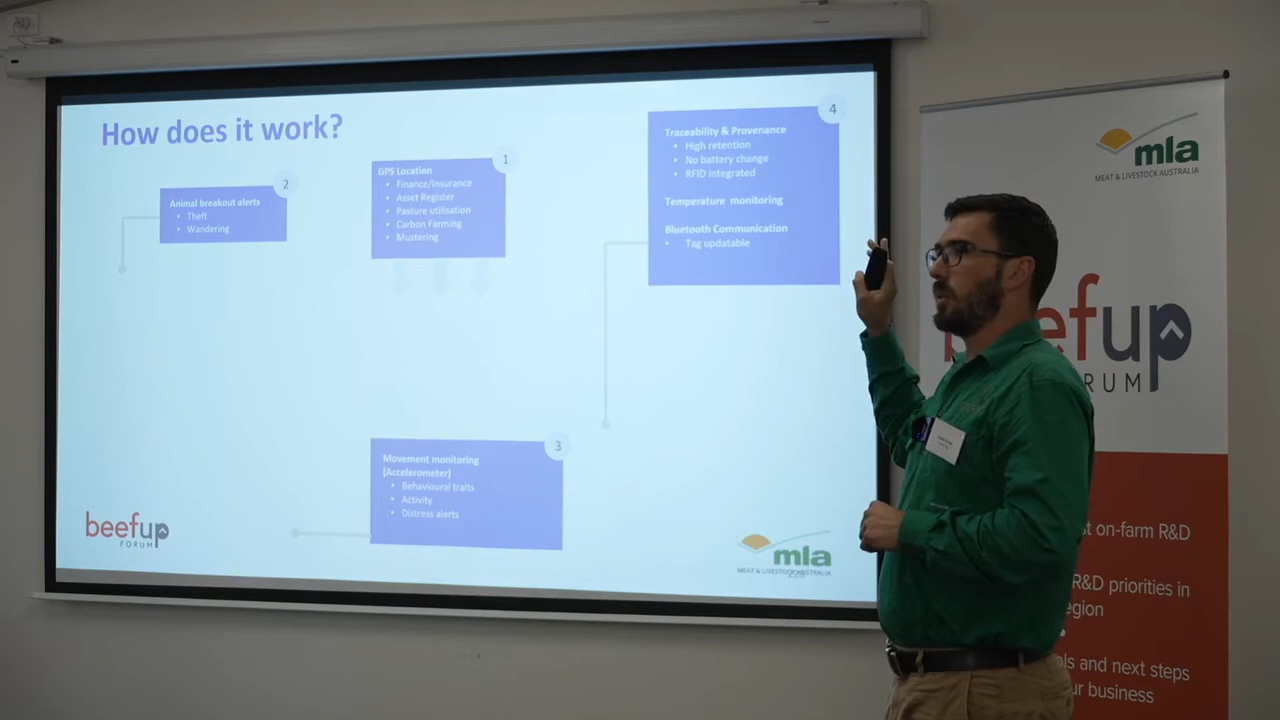 How does it work?
2
Animal breakout alerts
• Theft
• Wandering
1
GPS Location
• Finance/Insurance
• Asset Register
• Pasture utilisation
• Carbon Farming
• Mustering
4
Traceability & Provenance
• High retention
• No battery change
• RFID integrated
Temperature monitoring
Bluetooth Communication
• Tag updatable
3
Movement monitoring
(Accelerometer)
• Behavioural traits
• Activity
• Distress alerts
beefup
FORUM
mla
MEAT & LIVESTOCK AUSTRALIA
mla
MEAT & LIVESTOCK AUSTRALIA
efup
RUM
on-farm R&D
R&D priorities in
and next steps
business